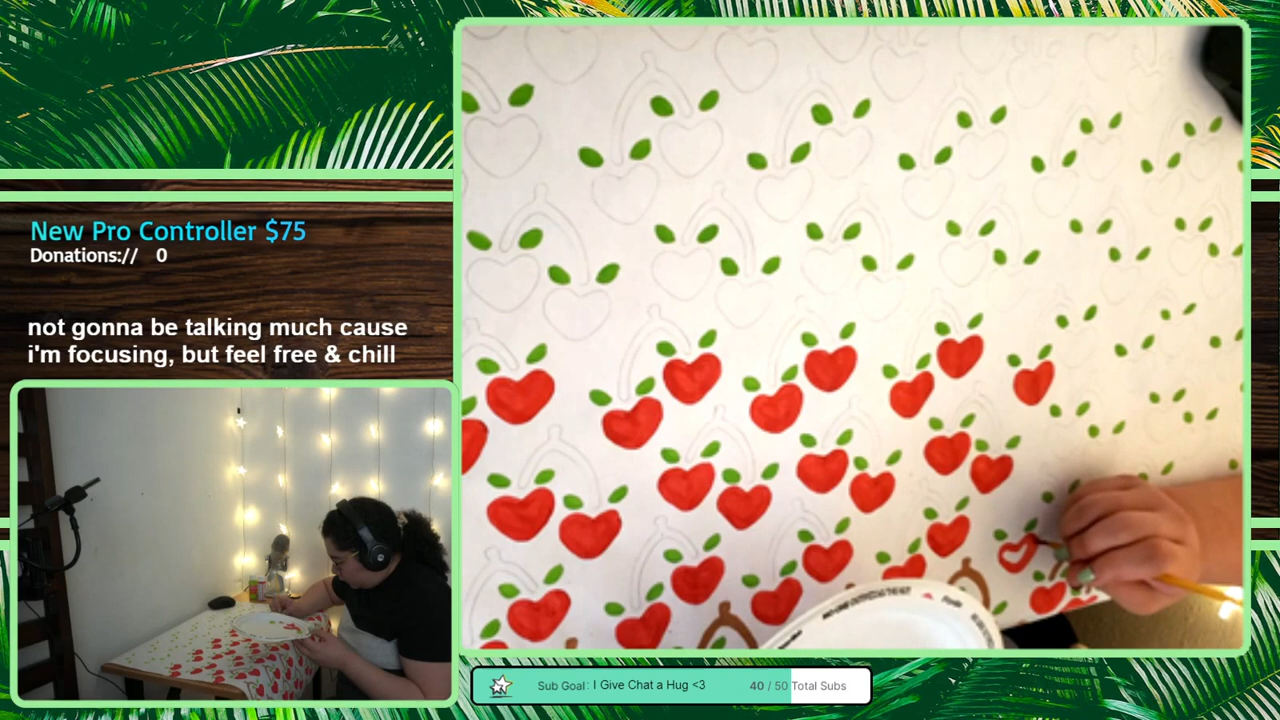 New Pro Controller $75
Donations:// 0
not gonna be talking much cause
i'm focusing, but feel free & chill
Sub Goal: I Give Chat a Hug <3 40 / 50 Total Subs